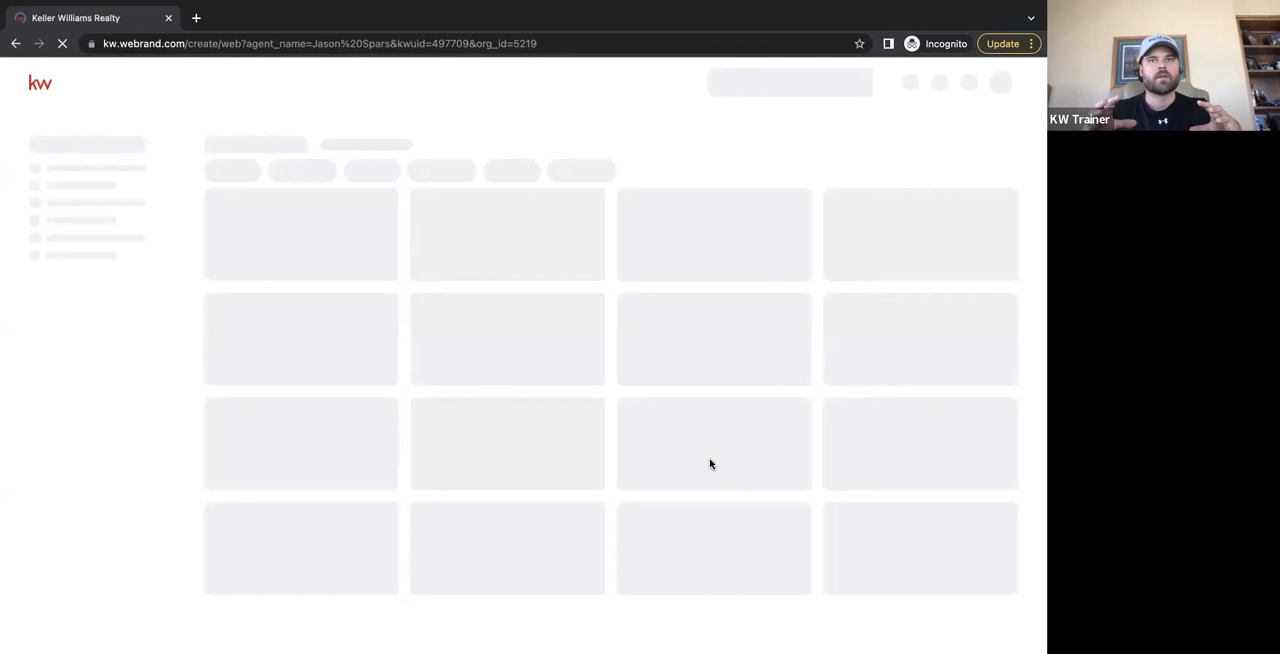 Keller Williams Realty
kw.webrand.com/create/web?agent_name=Jason%20Spars&kwuid=497709&org_id=5219
Incognito
Update
kw
KW Trainer